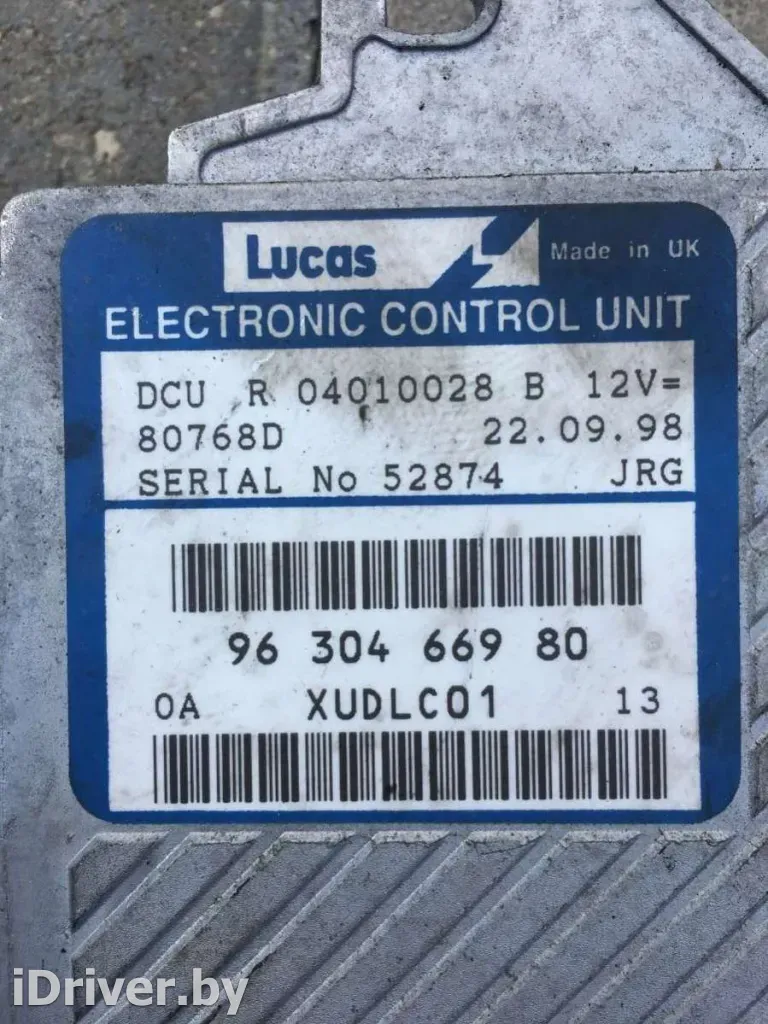 Lucas
Made in UK
ELECTRONIC CONTROL UNIT
DCU R 04010028 B 12V=
80768D 22.09.98
SERIAL No 52874 JRG
96 304 669 80
0A XUDLC01 13
iDriver.by